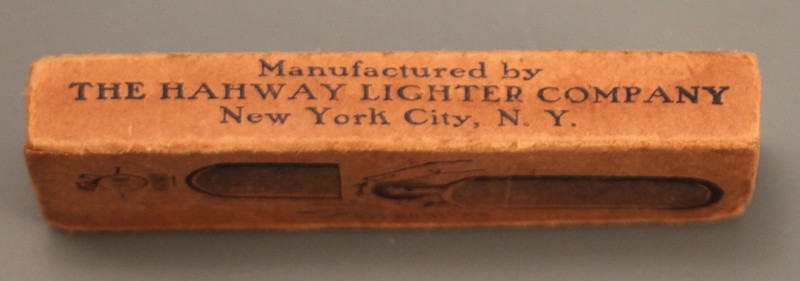 Manufactured by
THE HAHWAY LIGHTER COMPANY
New York City, N. Y.